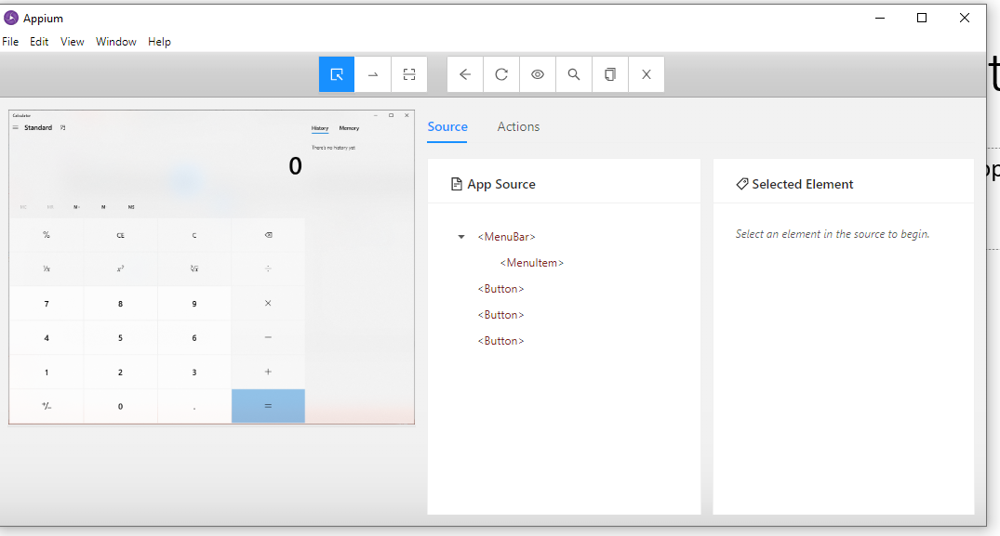 Appium
File Edit View Window Help
Calculator
Standard
History Memory
There's no history yet
0
MC MR M+ M- MS
% CE C
¹/x x² ²√x ÷
7 8 9 ×
4 5 6 −
1 2 3 +
+/− 0 . =
Source Actions
App Source
<MenuBar>
<MenuItem>
<Button>
<Button>
<Button>
Selected Element
Select an element in the source to begin.